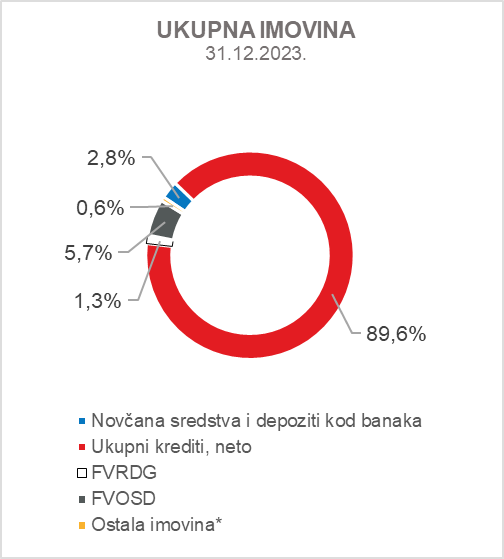 UKUPNA IMOVINA
31.12.2023.
2,8%
0,6%
5,7%
1,3%
89,6%
Novčana sredstva i depoziti kod banaka
Ukupni krediti, neto
FVRDG
FVOSD
Ostala imovina*